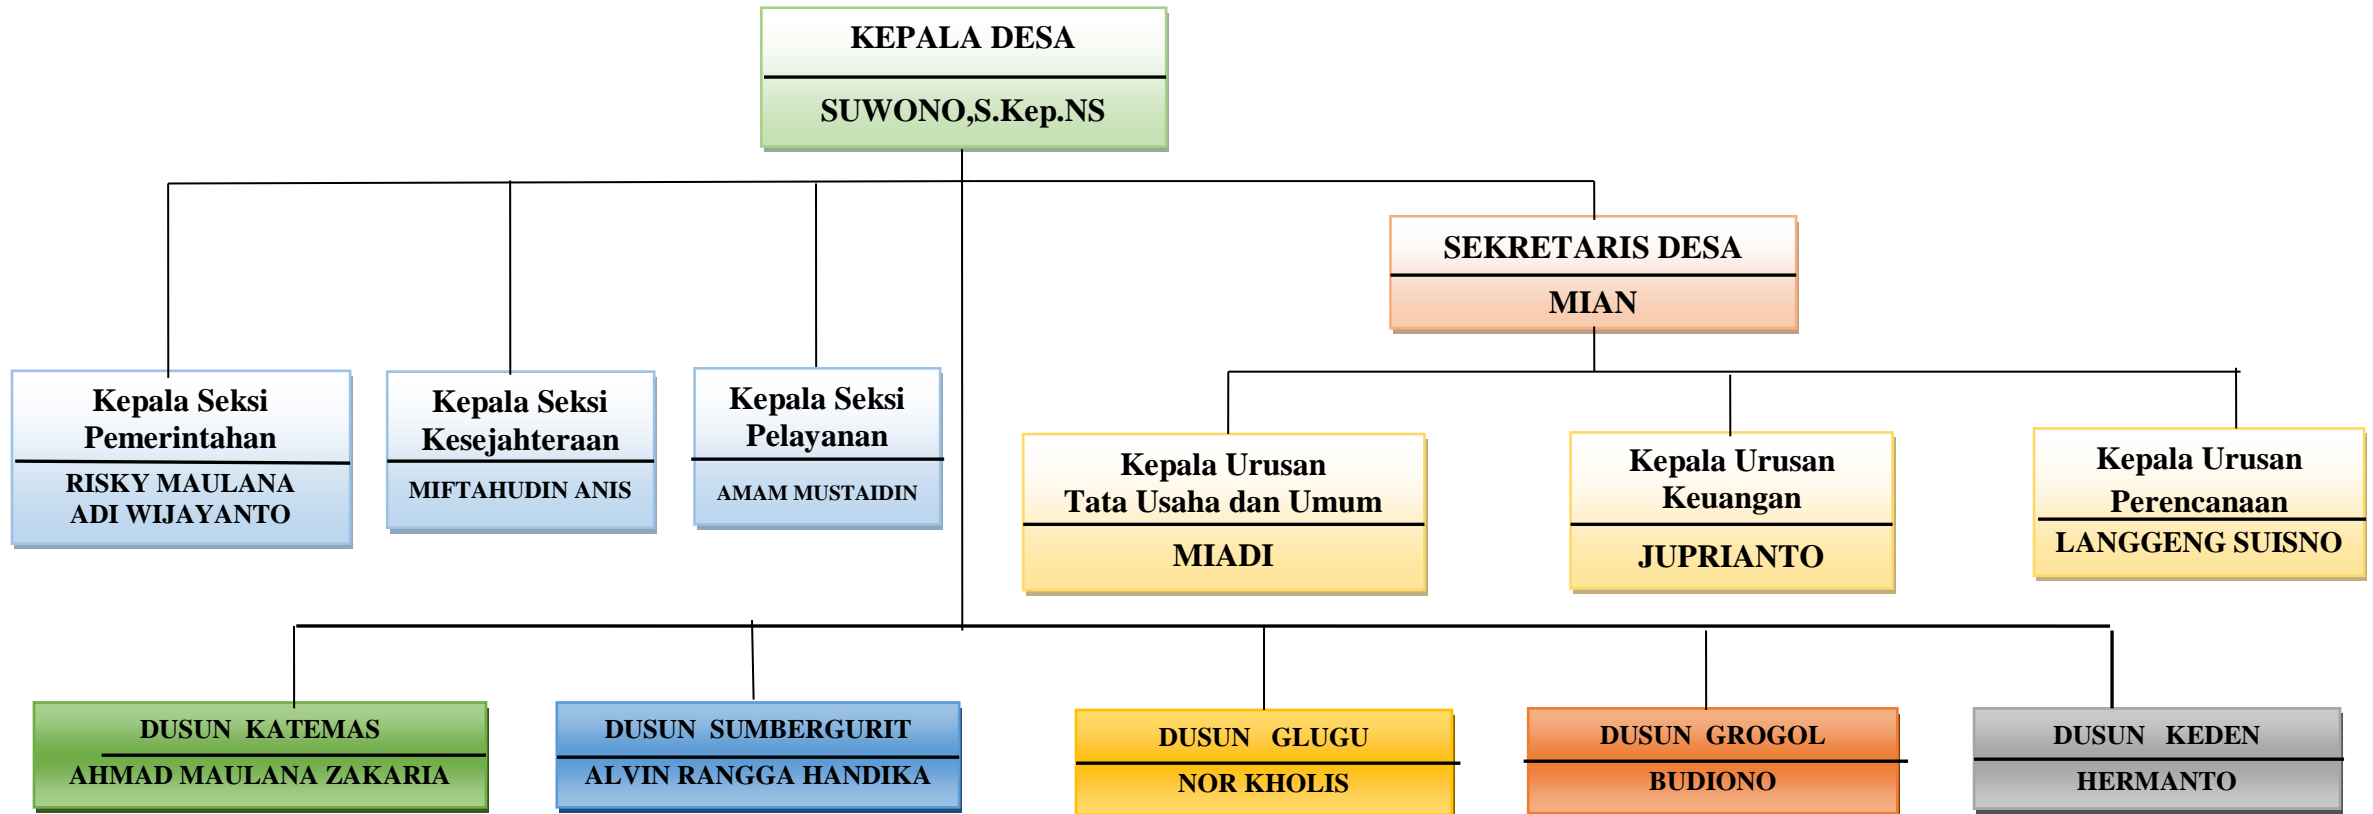 KEPALA DESA
SUWONO,S.Kep.NS
SEKRETARIS DESA
MIAN
Kepala Seksi
Pemerintahan
RISKY MAULANA
ADI WIJAYANTO
Kepala Seksi
Kesejahteraan
MIFTAHUDIN ANIS
Kepala Seksi
Pelayanan
AMAM MUSTAIDIN
Kepala Urusan
Tata Usaha dan Umum
MIADI
Kepala Urusan
Keuangan
JUPRIANTO
Kepala Urusan
Perencanaan
LANGGENG SUISNO
DUSUN KATEMAS
AHMAD MAULANA ZAKARIA
DUSUN SUMBERGURIT
ALVIN RANGGA HANDIKA
DUSUN GLUGU
NOR KHOLIS
DUSUN GROGOL
BUDIONO
DUSUN KEDEN
HERMANTO